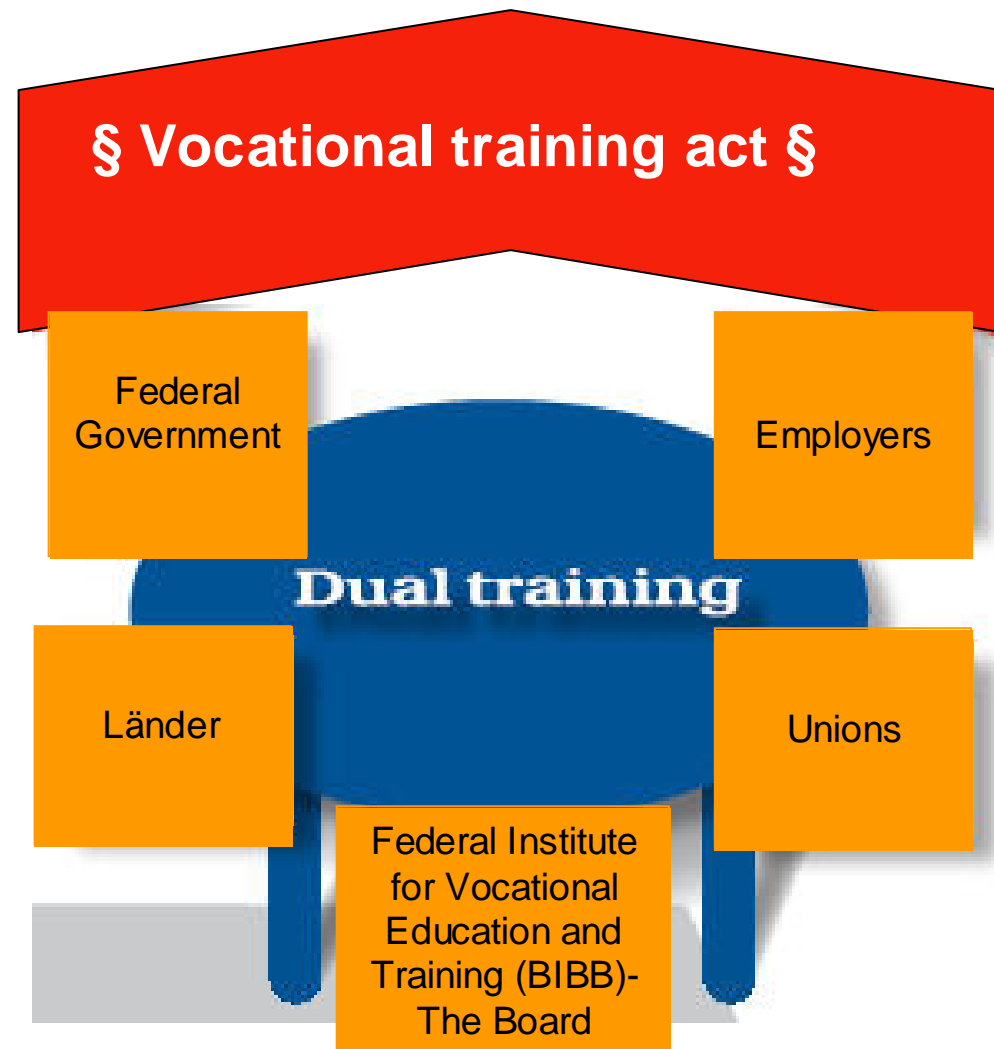 § Vocational training act §
Federal
Government
Employers
Dual training
Länder
Unions
Federal Institute
for Vocational
Education and
Training (BIBB)-
The Board